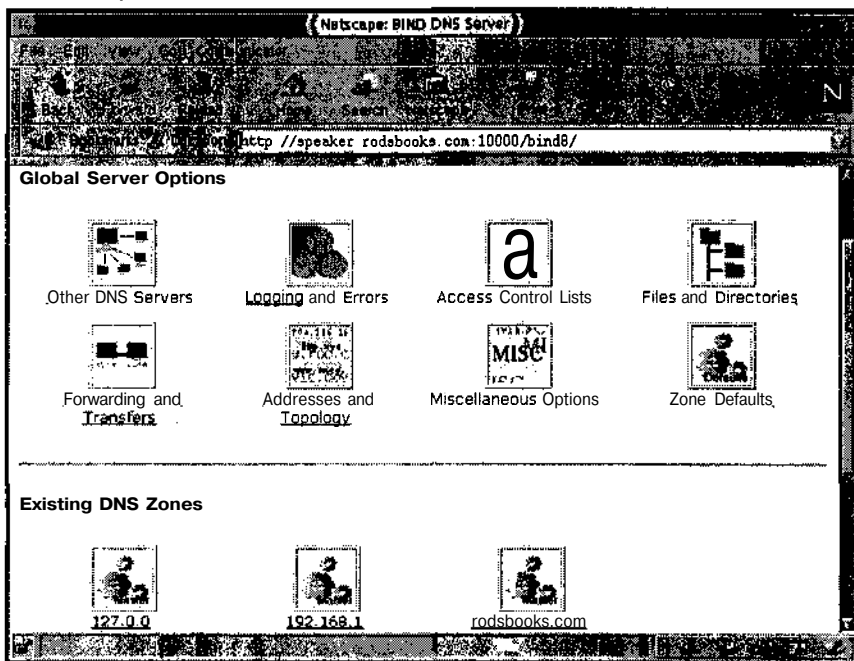 Netscape: BIND DNS Server
http //speaker rodsbooks.com:10000/bind8/
N
Global Server Options
Other DNS Servers
Logging and Errors
a
Access Control Lists
Files and Directories
Forwarding and
Transfers
Addresses and
Topology
MISC
Miscellaneous Options
Zone Defaults
Existing DNS Zones
127.0.0
192.168.1
rodsbooks.com